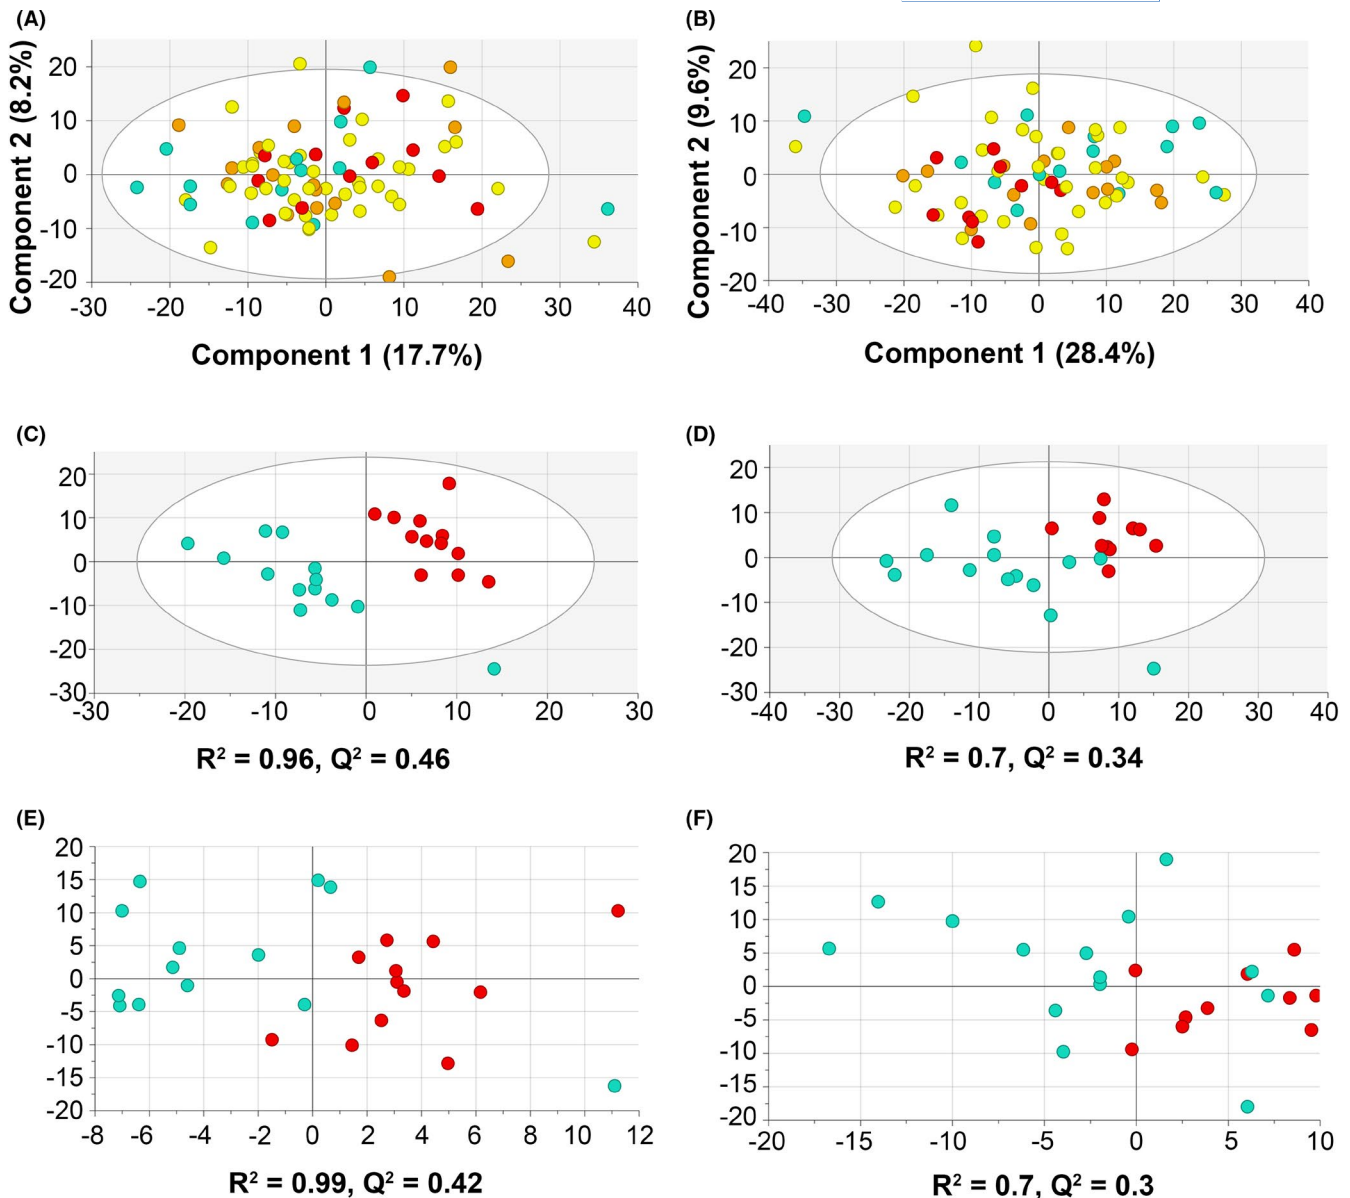 (A)
Component 2 (8.2%)
20
10
0
-10
-20
-30 -20 -10 0 10 20 30 40
Component 1 (17.7%)
(B)
Component 2 (9.6%)
20
10
0
-10
-20
-40 -30 -20 -10 0 10 20 30 40
Component 1 (28.4%)
(C)
20
10
0
-10
-20
-30
-30 -20 -10 0 10 20 30
R² = 0.96, Q² = 0.46
(D)
20
10
0
-10
-20
-30
-40 -30 -20 -10 0 10 20 30 40
R² = 0.7, Q² = 0.34
(E)
20
15
10
5
0
-5
-10
-15
-20
-8 -6 -4 -2 0 2 4 6 8 10 12
R² = 0.99, Q² = 0.42
(F)
20
15
10
5
0
-5
-10
-15
-20
-20 -15 -10 -5 0 5 10
R² = 0.7, Q² = 0.3